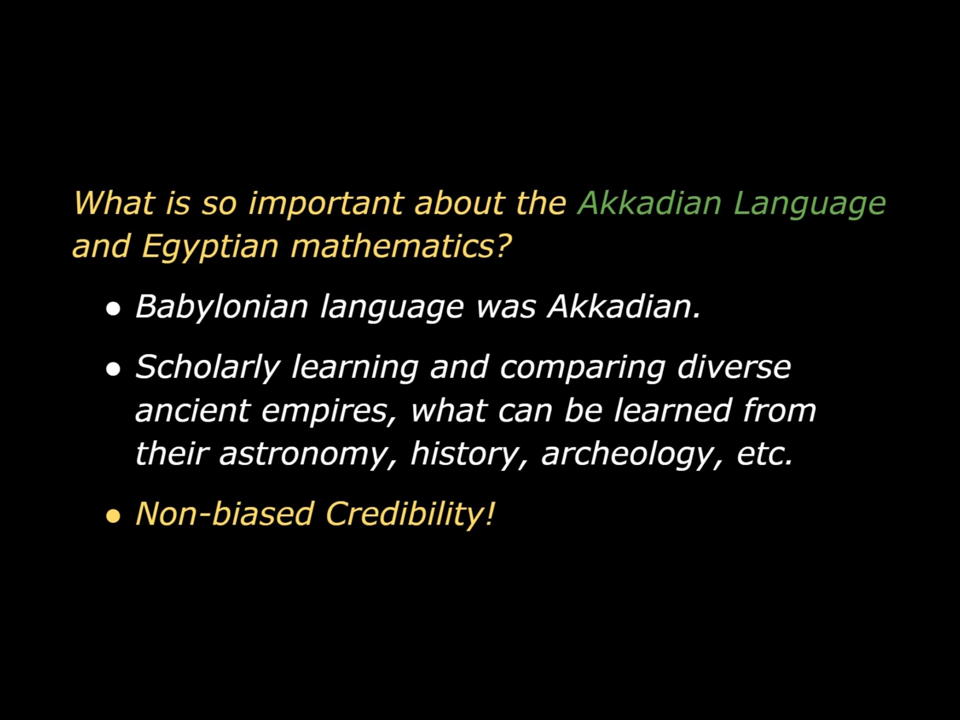 What is so important about the Akkadian Language
and Egyptian mathematics?
● Babylonian language was Akkadian.
● Scholarly learning and comparing diverse
ancient empires, what can be learned from
their astronomy, history, archeology, etc.
● Non-biased Credibility!